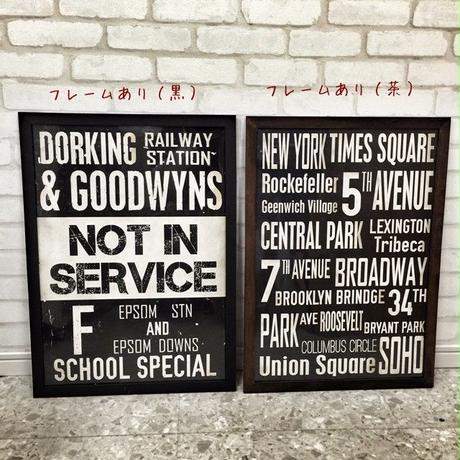 フレームあり（黒）
フレームあり（茶）
DORKING RAILWAY STATION
& GOODWYNS
NOT IN
SERVICE
F EPSOM STN
AND
EPSOM DOWNS
SCHOOL SPECIAL
NEW YORK TIMES SQUARE
Rockefeller 5TH AVENUE
Geenwich Village
CENTRAL PARK LEXINGTON
Tribeca
7TH AVENUE BROADWAY
BROOKLYN BRINDGE 34TH
PARK AVE ROOSEVELT
BRYANT PARK
COLUMBUS CIRCLE
Union Square SOHO